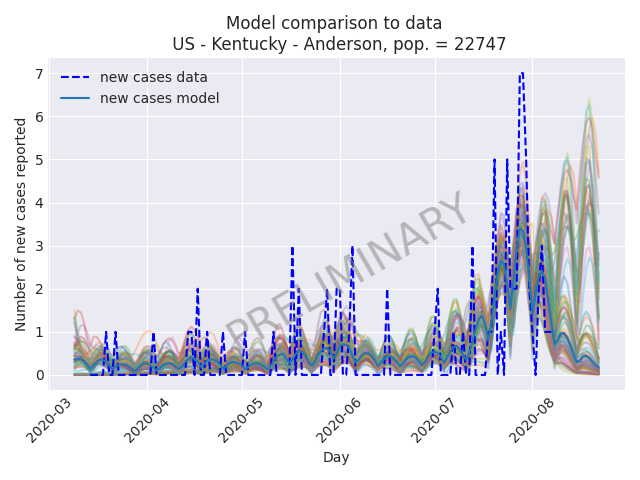 Model comparison to data
US - Kentucky - Anderson, pop. = 22747
new cases data
new cases model
PRELIMINARY
Number of new cases reported
7
6
5
4
3
2
1
0
2020-03
2020-04
2020-05
2020-06
2020-07
2020-08
Day